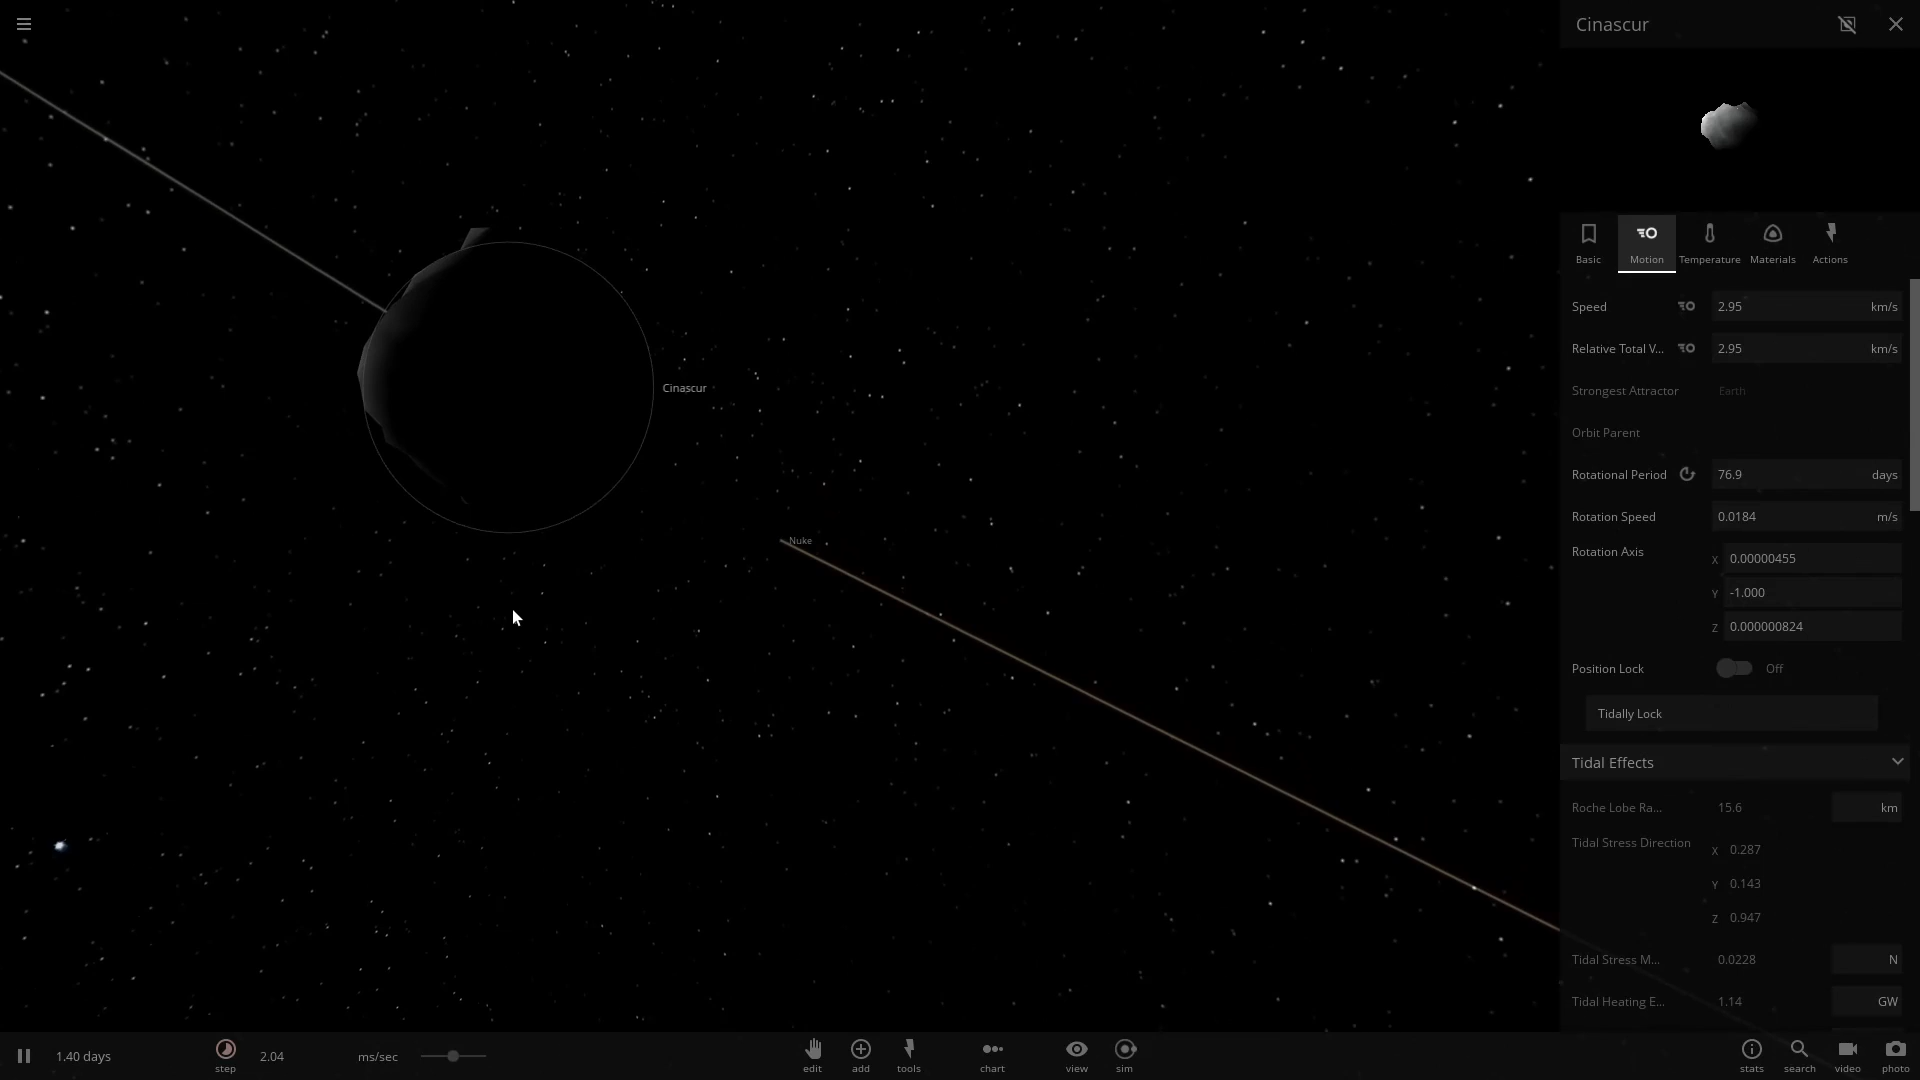 Cinascur
Basic
Motion
Temperature
Materials
Actions
Speed 2.95 km/s
Relative Total V... 2.95 km/s
Strongest Attractor Earth
Orbit Parent
Rotational Period 76.9 days
Rotation Speed 0.0184 m/s
Rotation Axis X 0.00000455
Y -1.000
Z 0.000000824
Position Lock Off
Tidally Lock
Tidal Effects
Roche Lobe Ra... 15.6 km
Tidal Stress Direction X 0.287
Y 0.143
Z 0.947
Tidal Stress M... 0.0228 N
Tidal Heating E... 1.14 GW
Cinascur
Nuke
1.40 days
step
2.04 ms/sec
edit
add
tools
chart
view
sim
stats
search
video
photo